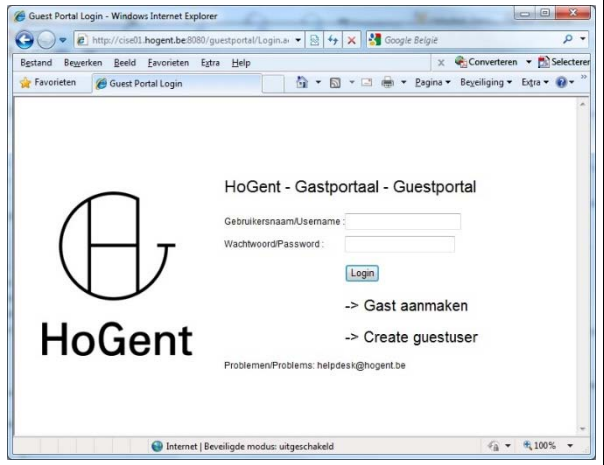 Guest Portal Login - Windows Internet Explorer
http://cise01.hogent.be:8080/guestportal/Login.a
Google België
Bestand Bewerken Beeld Favorieten Extra Help
x Converteren Selecteren
Favorieten Guest Portal Login
Pagina Beveiliging Extra
HoGent - Gastportaal - Guestportal
Gebruikersnaam/Username :
Wachtwoord/Password :
Login
-> Gast aanmaken
-> Create guestuser
HoGent
Problemen/Problems: helpdesk@hogent.be
Internet | Beveiligde modus: uitgeschakeld
100%